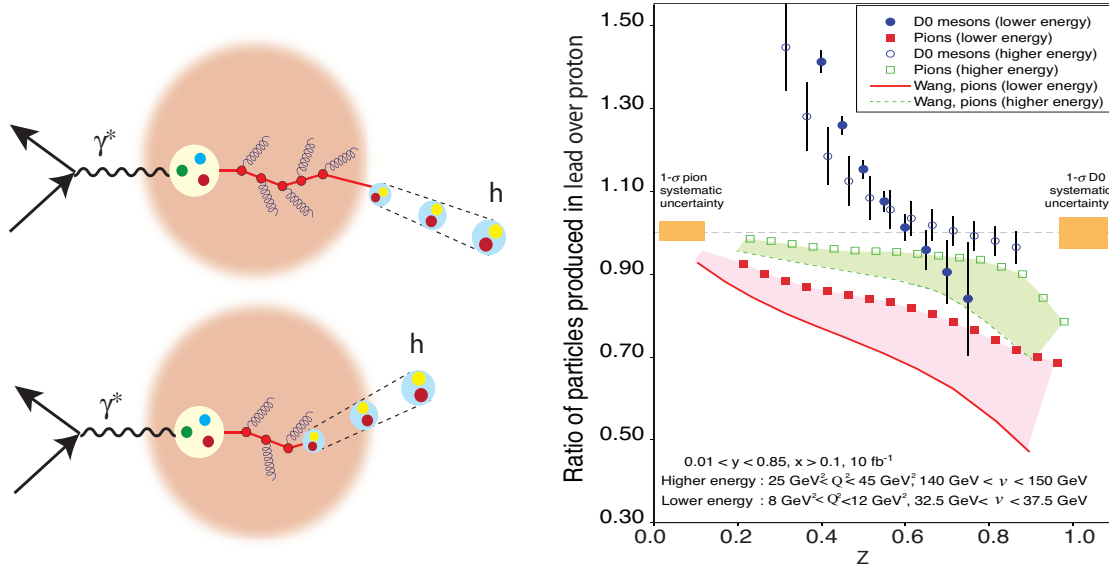 γ*
h
γ*
h
Ratio of particles produced in lead over proton
1.50
1.30
1.10
0.90
0.70
0.50
0.30
D0 mesons (lower energy)
Pions (lower energy)
D0 mesons (higher energy)
Pions (higher energy)
Wang, pions (lower energy)
Wang, pions (higher energy)
1-σ pion
systematic
uncertainty
1-σ D0
systematic
uncertainty
0.01 < y < 0.85, x > 0.1, 10 fb⁻¹
Higher energy : 25 GeV² < Q² < 45 GeV², 140 GeV < ν < 150 GeV
Lower energy : 8 GeV² < Q² <12 GeV², 32.5 GeV < ν < 37.5 GeV
0.0 0.2 0.4 0.6 0.8 1.0
Z